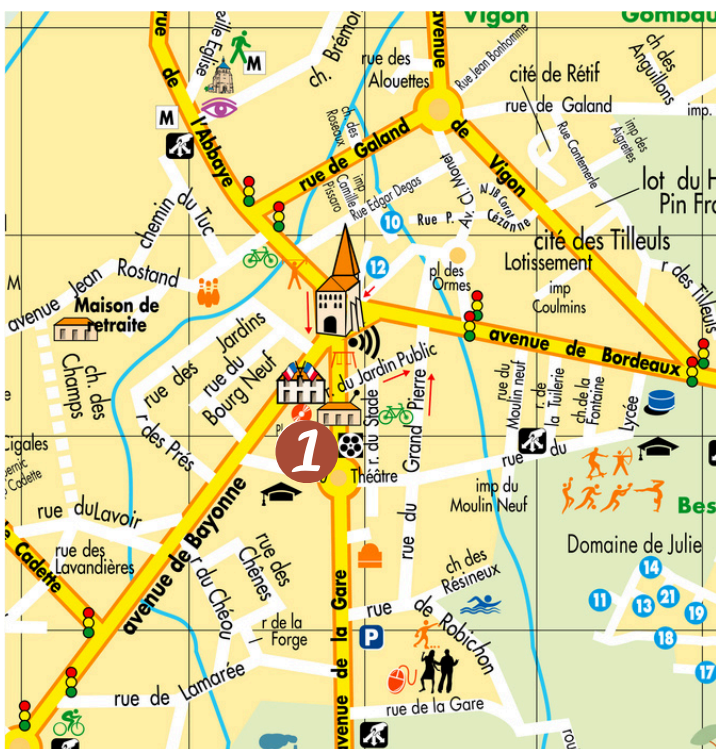 Vigon
Gombau
rue
de
l'Abbaye
eille Eglise
M
M
ch. Brémon
rue des
Alouettes
avenue
Rue Jean Bonhomme
cité de Rétif
ch des
Anguillons
rue de Galand
imp.
ch. des
Roseaux
rue de Galand
de
Vigon
Rue Cantemerle
imp des
Aigrettes
imp
Camille
Pissaro
Rue Edgar Degas
Av. Cl. Monet
MJB Corot
Rue P.
Cézanne
lot du H
Pin Fra
chemin
du Tuc
10
12
cité des Tilleuls
Lotissement
pl des
Ormes
imp
Coulmins
r des Tilleuls
M
avenue Jean
Rostand
Maison de
retraite
rue des Jardins
rue du
Bourg Neuf
r. du Jardin Public
avenue de Bordeaux
ch. des
Champs
r des Prés
r. du Stade
Grand Pierre
rue du
Moulin neuf
r. de
la Tuilerie
ch.de la
Fontaine
Lycée
Cigales
1
Théâtre
rue du
imp du
Moulin Neuf
rue du
Bes
rue duLavoir
rue des
Lavandières
Cadette
avenue de Bayonne
r du Chéou
rue des
Chênes
r de la
Forge
rue de Lamarée
avenue de la Gare
ch des
Résineux
rue
de Robichon
P
rue de la Gare
Domaine de Julie
14
11
13
21
19
18
17